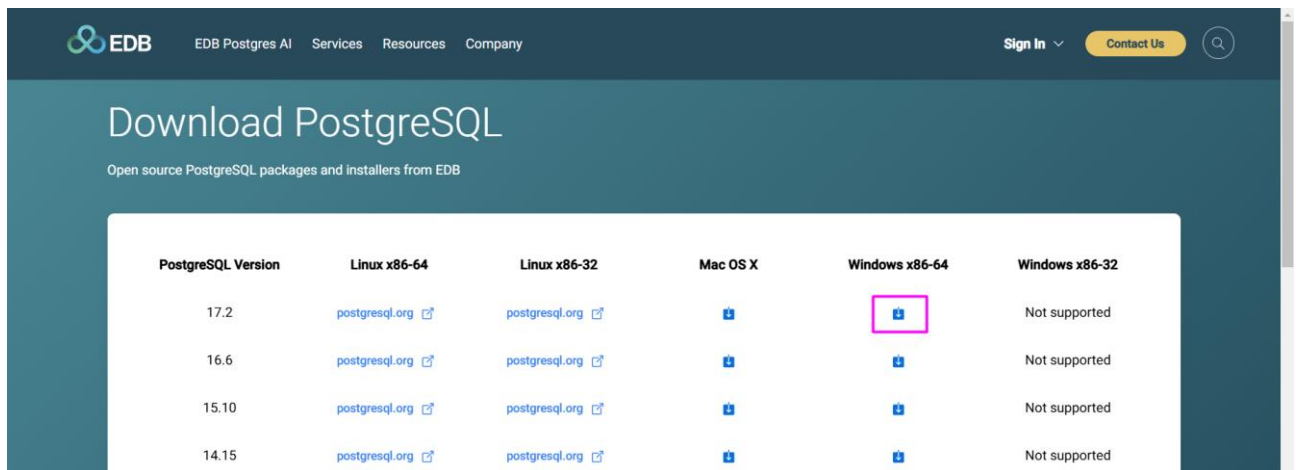 EDB EDB Postgres AI Services Resources Company Sign In Contact Us
Download PostgreSQL
Open source PostgreSQL packages and installers from EDB
PostgreSQL Version Linux x86-64 Linux x86-32 Mac OS X Windows x86-64 Windows x86-32
17.2 postgresql.org postgresql.org Not supported
16.6 postgresql.org postgresql.org Not supported
15.10 postgresql.org postgresql.org Not supported
14.15 postgresql.org postgresql.org Not supported